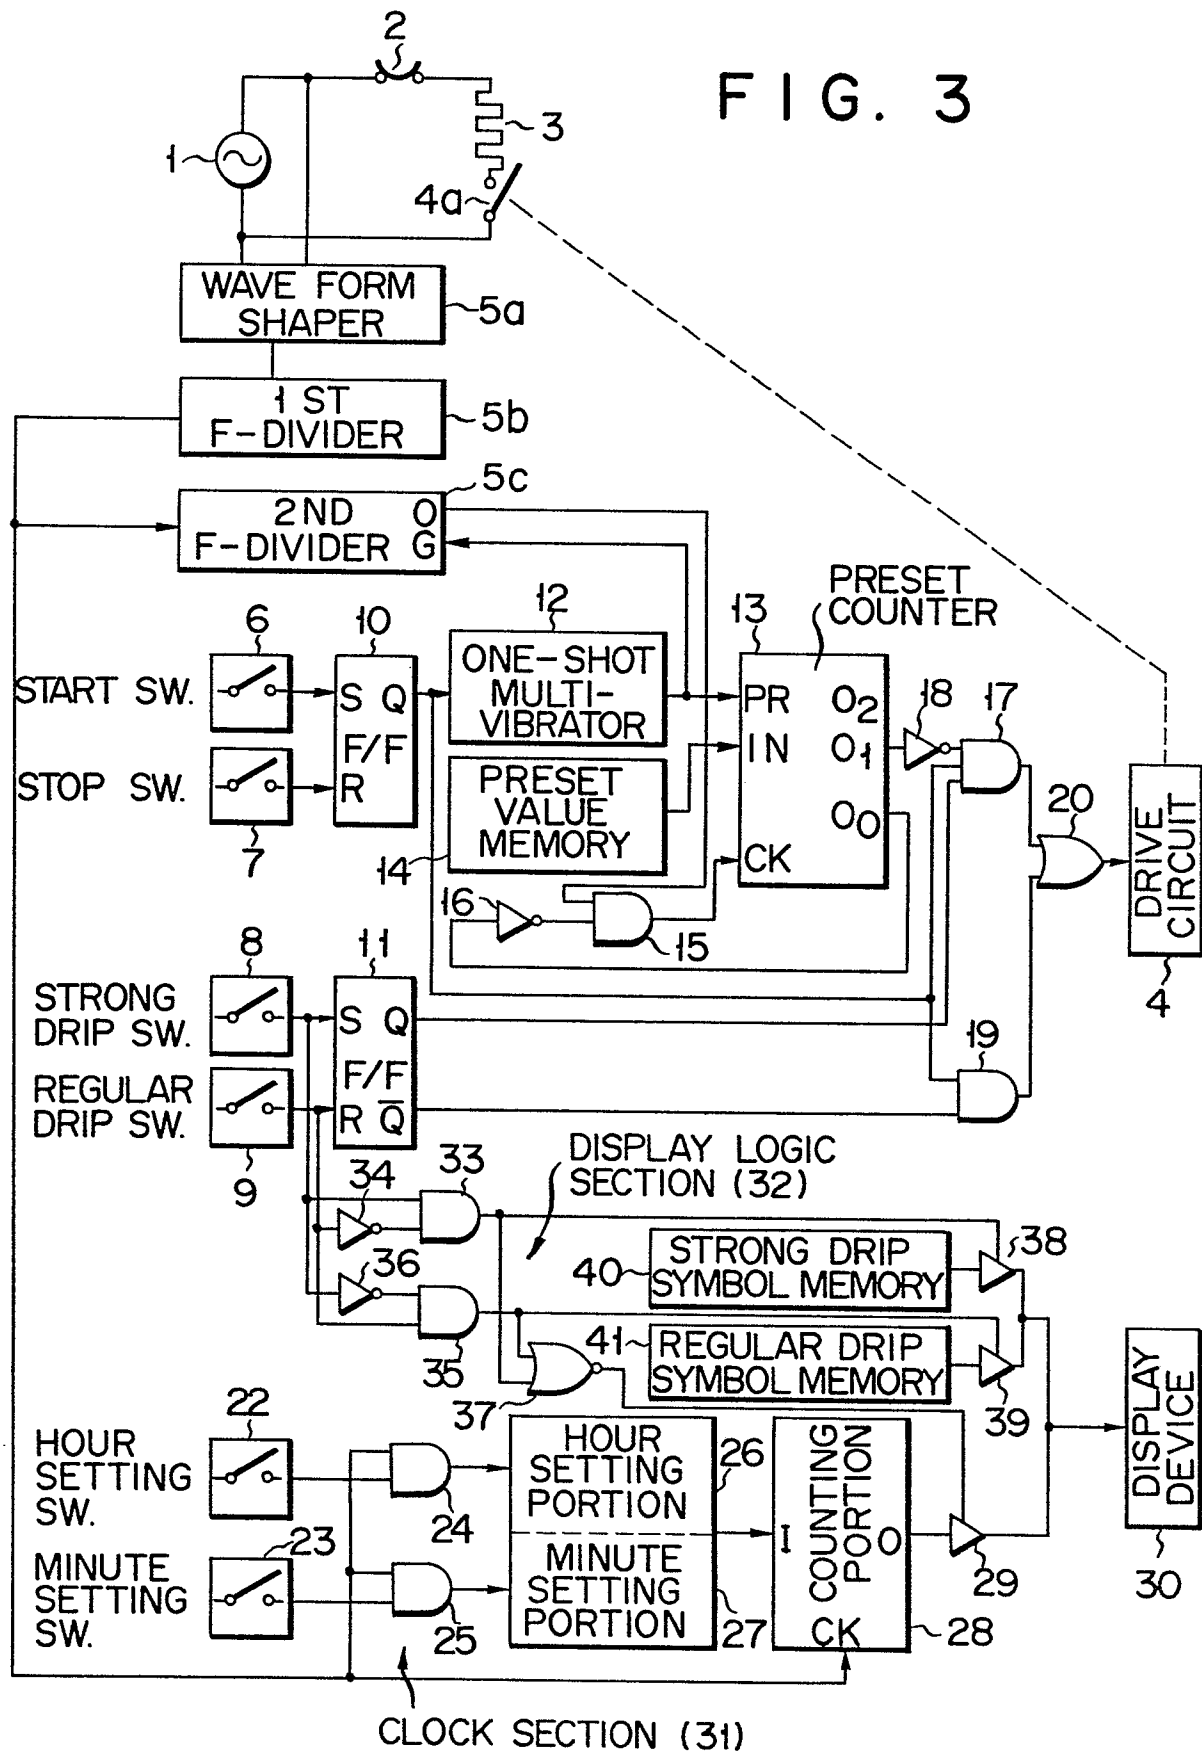 FIG. 3
2
1
3
4a
WAVE FORM
SHAPER
5a
1 ST
F-DIVIDER
5b
5c
2ND O
F-DIVIDER G
PRESET
COUNTER
6
10
12
13
START SW.
S Q
F/F
R
ONE-SHOT
MULTI-
VIBRATOR
PR O2
IN O1
O0
CK
18
17
STOP SW.
7
PRESET
VALUE
MEMORY
14
20
DRIVE
CIRCUIT
4
16
15
8
11
STRONG
DRIP SW.
S Q
F/F
R Q̅
19
REGULAR
DRIP SW.
9
34
33
DISPLAY LOGIC
SECTION (32)
36
35
40
STRONG DRIP
SYMBOL MEMORY
38
41
REGULAR DRIP
SYMBOL MEMORY
39
37
DISPLAY
DEVICE
30
22
HOUR
SETTING
SW.
24
HOUR
SETTING
PORTION
26
COUNTING
PORTION
I
O
CK
29
23
MINUTE
SETTING
SW.
25
MINUTE
SETTING
PORTION
27
28
CLOCK SECTION (31)